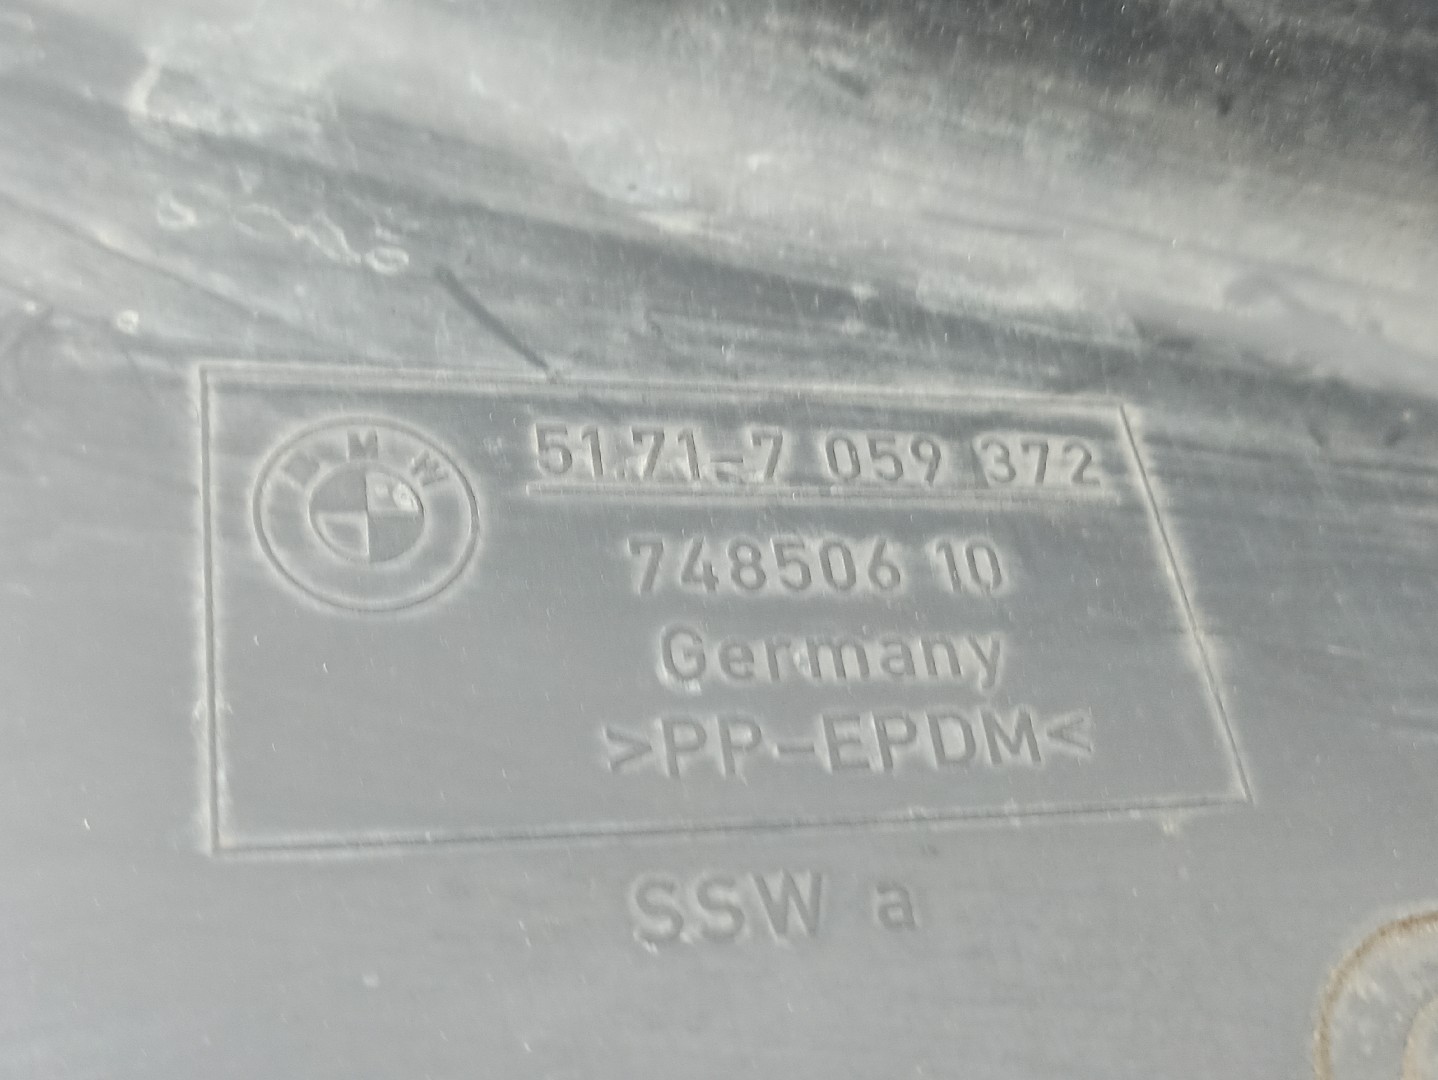 BMW
51.71-7 059 372
748506 10
Germany
>PP-EPDM<
SSW a